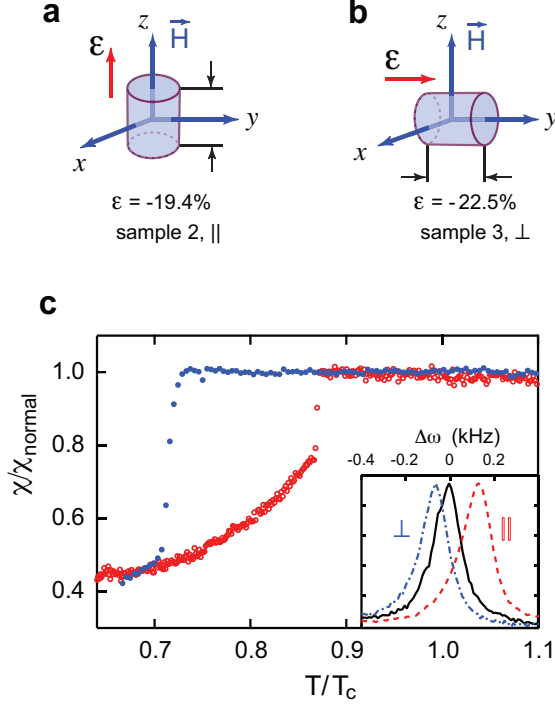 a
z
H
ε
y
x
ε = -19.4%
sample 2, ||
b
z
H
ε
y
x
ε = -22.5%
sample 3, ⊥
c
χ/χnormal
1.0
0.8
0.6
0.4
0.7
0.8
0.9
1.0
1.1
T/Tc
Δω (kHz)
-0.4
-0.2
0
0.2
⊥
||